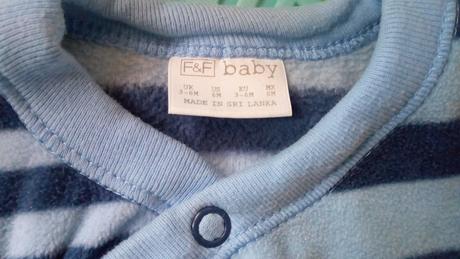 F&F baby
UK US EU MX
3-6M 6M 3-6M 6M
MADE IN SRI LANKA